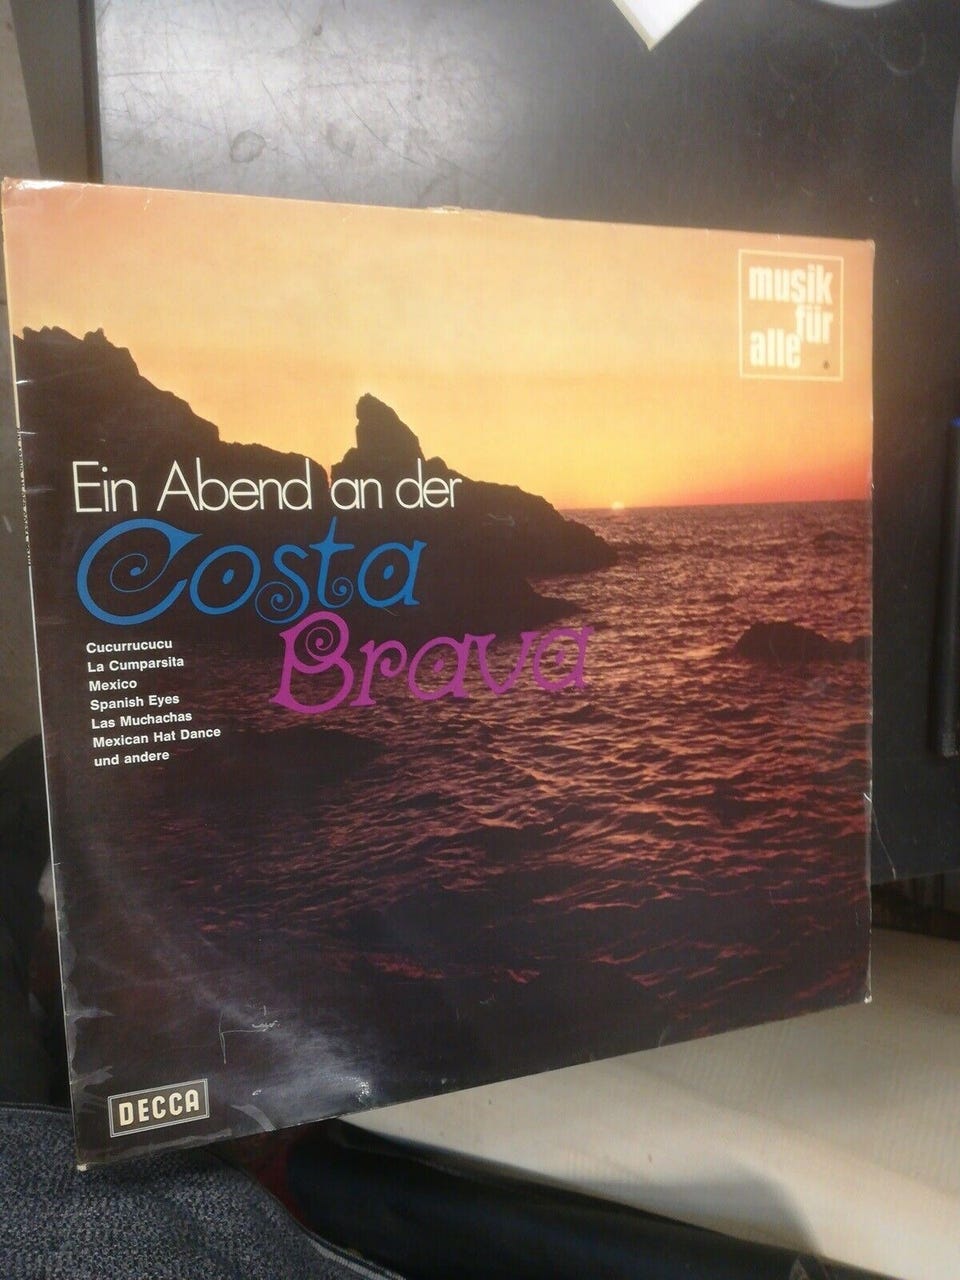 musik
für
alle
Ein Abend an der
Costa
Brava
Cucurrucucu
La Cumparsita
Mexico
Spanish Eyes
Las Muchachas
Mexican Hat Dance
und andere
DECCA